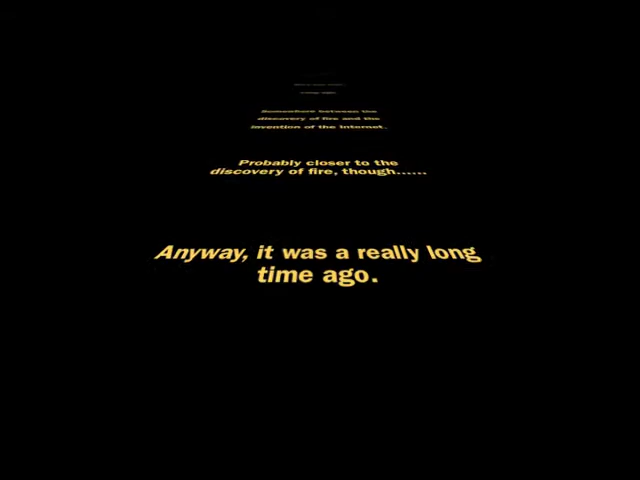 Somewhere between the
discovery of fire and the
invention of the Internet.
Probably closer to the
discovery of fire, though......
Anyway, it was a really long
time ago.